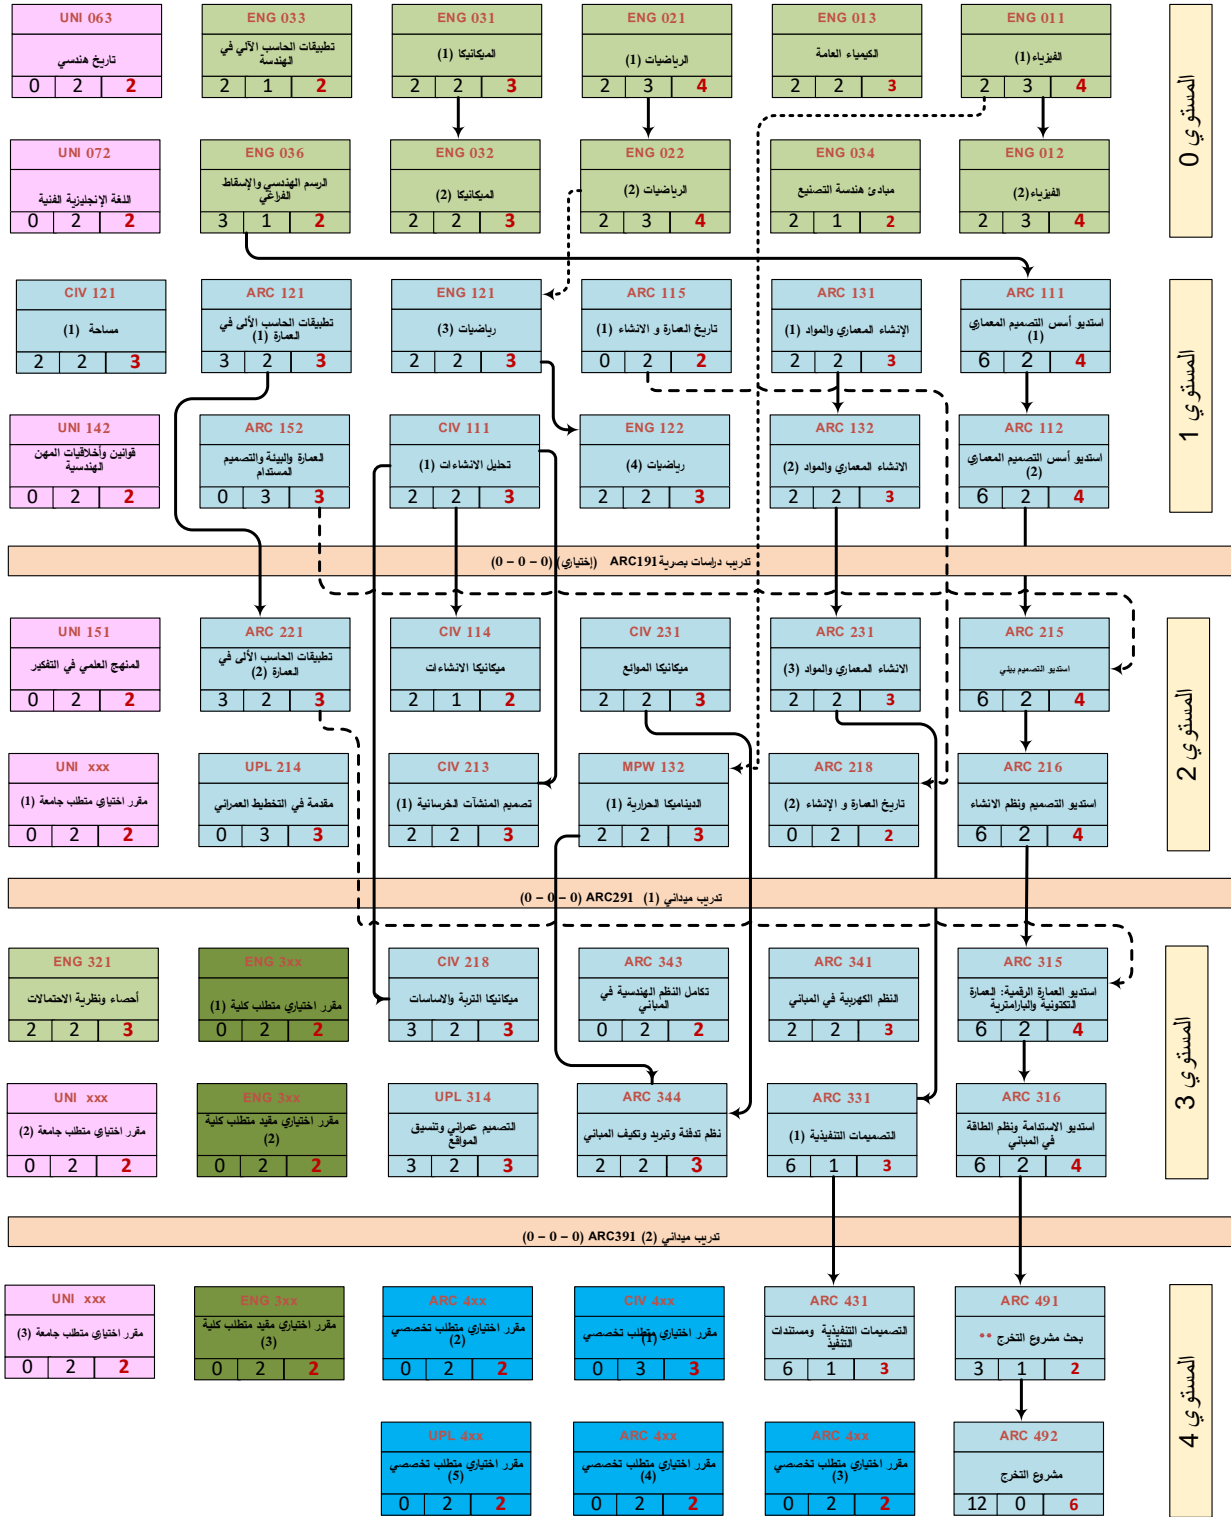 المستوي 0
ENG 011
الفيزياء (1)
2 3 4
ENG 013
الكيمياء العامة
2 2 3
ENG 021
الرياضيات (1)
2 3 4
ENG 031
الميكانيكا (1)
2 2 3
ENG 033
تطبيقات الحاسب الآلي في
الهندسة
2 1 2
UNI 063
تاريخ هندسي
0 2 2
ENG 012
الفيزياء (2)
2 3 4
ENG 034
مبادئ هندسة التصنيع
2 1 2
ENG 022
الرياضيات (2)
2 3 4
ENG 032
الميكانيكا (2)
2 2 3
ENG 036
الرسم الهندسي والإسقاط
الفراغي
3 1 2
UNI 072
اللغة الإنجليزية الفنية
0 2 2
المستوي 1
ARC 111
استديو أسس التصميم المعماري
(1)
6 2 4
ARC 131
الإنشاء المعماري والمواد (1)
2 2 3
ARC 115
تاريخ العمارة و الانشاء (1)
0 2 2
ENG 121
رياضيات (3)
2 2 3
ARC 121
تطبيقات الحاسب الألى في
العمارة (1)
3 2 3
CIV 121
مساحة (1)
2 2 3
ARC 112
استديو أسس التصميم المعماري
(2)
6 2 4
ARC 132
الانشاء المعماري والمواد (2)
2 2 3
ENG 122
رياضيات (4)
2 2 3
CIV 111
تحليل الانشاءات (1)
2 2 3
ARC 152
العمارة والبيئة والتصميم
المستدام
0 3 3
UNI 142
قوانين وأخلاقيات المهن
الهندسية
0 2 2
تدريب دراسات بصرية ARC191 (إختياري) (0 – 0 – 0)
المستوي 2
ARC 215
استديو التصميم بيئي
6 2 4
ARC 231
الانشاء المعماري والمواد (3)
2 2 3
CIV 231
ميكانيكا الموائع
2 2 3
CIV 114
ميكانيكا الانشاءات
2 1 2
ARC 221
تطبيقات الحاسب الألى في
العمارة (2)
3 2 3
UNI 151
المنهج العلمي في التفكير
0 2 2
ARC 216
استديو التصميم ونظم الانشاء
6 2 4
ARC 218
تاريخ العمارة و الإنشاء (2)
0 2 2
MPW 132
الديناميكا الحرارية (1)
2 2 3
CIV 213
تصميم المنشآت الخرسانية (1)
2 2 3
UPL 214
مقدمة في التخطيط العمراني
0 3 3
UNI xxx
مقرر اختياري متطلب جامعة (1)
0 2 2
تدريب ميداني (1) ARC291 (0 – 0 – 0)
المستوي 3
ARC 315
استديو العمارة الرقمية: العمارة
التكتونية والبارامترية
6 2 4
ARC 341
النظم الكهربية في المباني
2 2 3
ARC 343
تكامل النظم الهندسية في
المباني
0 2 2
CIV 218
ميكانيكا التربة والاساسات
3 2 3
ENG 3xx
مقرر اختياري متطلب كلية (1)
0 2 2
ENG 321
أحصاء ونظرية الاحتمالات
2 2 3
ARC 316
استديو الاستدامة ونظم الطاقة
في المباني
6 2 4
ARC 331
التصميمات التنفيذية (1)
6 1 3
ARC 344
نظم تدفئة وتبريد وتكيف المباني
2 2 3
UPL 314
التصميم عمراني وتنسيق
المواقع
3 2 3
ENG 3xx
مقرر اختياري مقيد متطلب كلية
(2)
0 2 2
UNI xxx
مقرر اختياري متطلب جامعة (2)
0 2 2
تدريب ميداني (2) ARC391 (0 – 0 – 0)
المستوي 4
ARC 491
بحث مشروع التخرج **
3 1 2
ARC 431
التصميمات التنفيذية ومستندات
التنفيذ
6 1 3
CIV 4xx
مقرر اختياري متطلب تخصصي
(1)
0 3 3
ARC 4xx
مقرر اختياري متطلب تخصصي
(2)
0 2 2
ENG 3xx
مقرر اختياري مقيد متطلب كلية
(3)
0 2 2
UNI xxx
مقرر اختياري متطلب جامعة (3)
0 2 2
ARC 492
مشروع التخرج
12 0 6
ARC 4xx
مقرر اختياري متطلب تخصصي
(3)
0 2 2
ARC 4xx
مقرر اختياري متطلب تخصصي
(4)
0 2 2
UPL 4xx
مقرر اختياري متطلب تخصصي
(5)
0 2 2